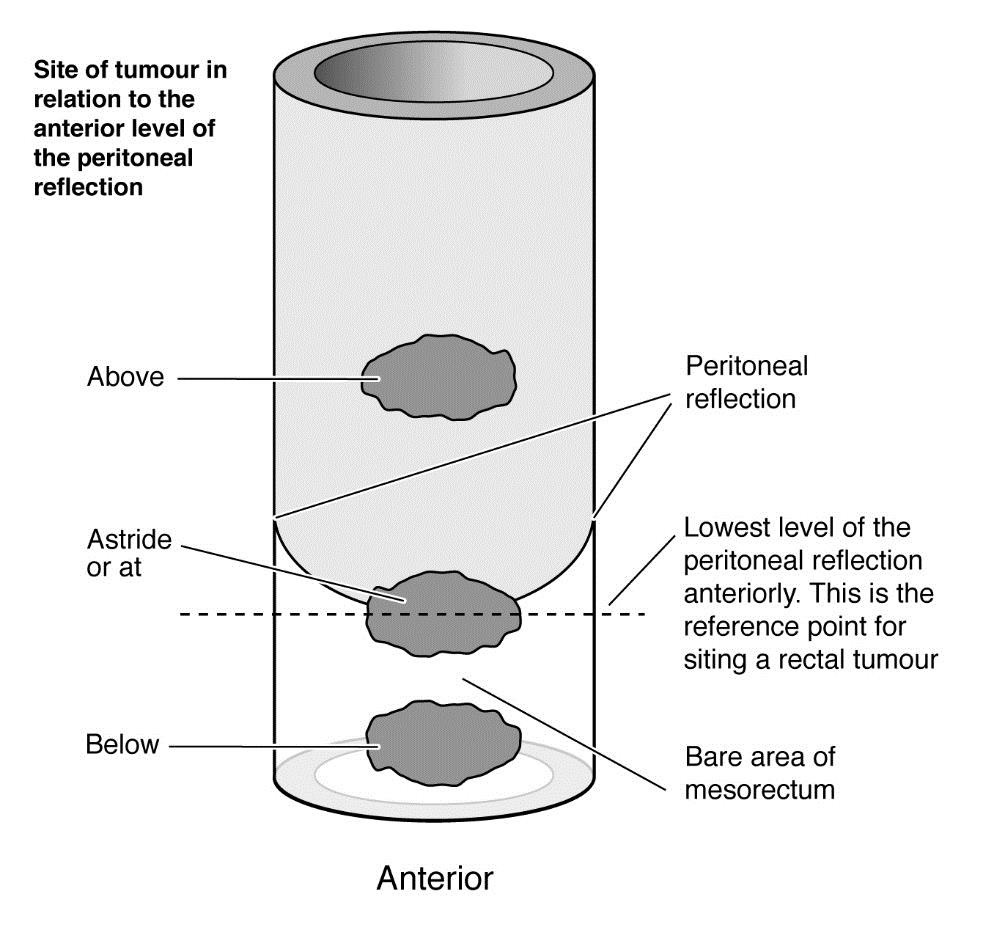 Site of tumour in
relation to the
anterior level of
the peritoneal
reflection
Above
Peritoneal
reflection
Astride
or at
Lowest level of the
peritoneal reflection
anteriorly. This is the
reference point for
siting a rectal tumour
Below
Bare area of
mesorectum
Anterior